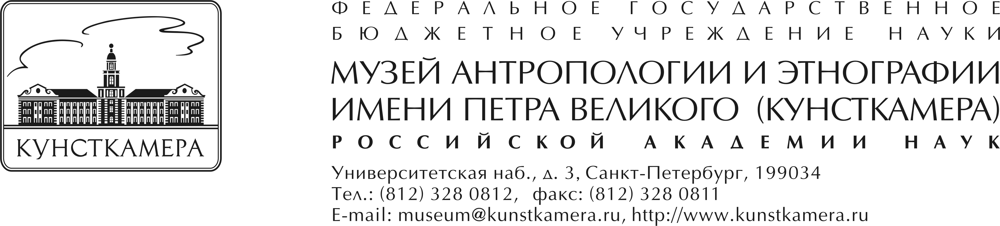 КУНСТКАМЕРА
ФЕДЕРАЛЬНОЕ ГОСУДАРСТВЕННОЕ
БЮДЖЕТНОЕ УЧРЕЖДЕНИЕ НАУКИ
МУЗЕЙ АНТРОПОЛОГИИ И ЭТНОГРАФИИ
ИМЕНИ ПЕТРА ВЕЛИКОГО (КУНСТКАМЕРА)
РОССИЙСКОЙ АКАДЕМИИ НАУК
Университетская наб., д. 3, Санкт-Петербург, 199034
Тел.: (812) 328 0812, факс: (812) 328 0811
E-mail: museum@kunstkamera.ru, http://www.kunstkamera.ru